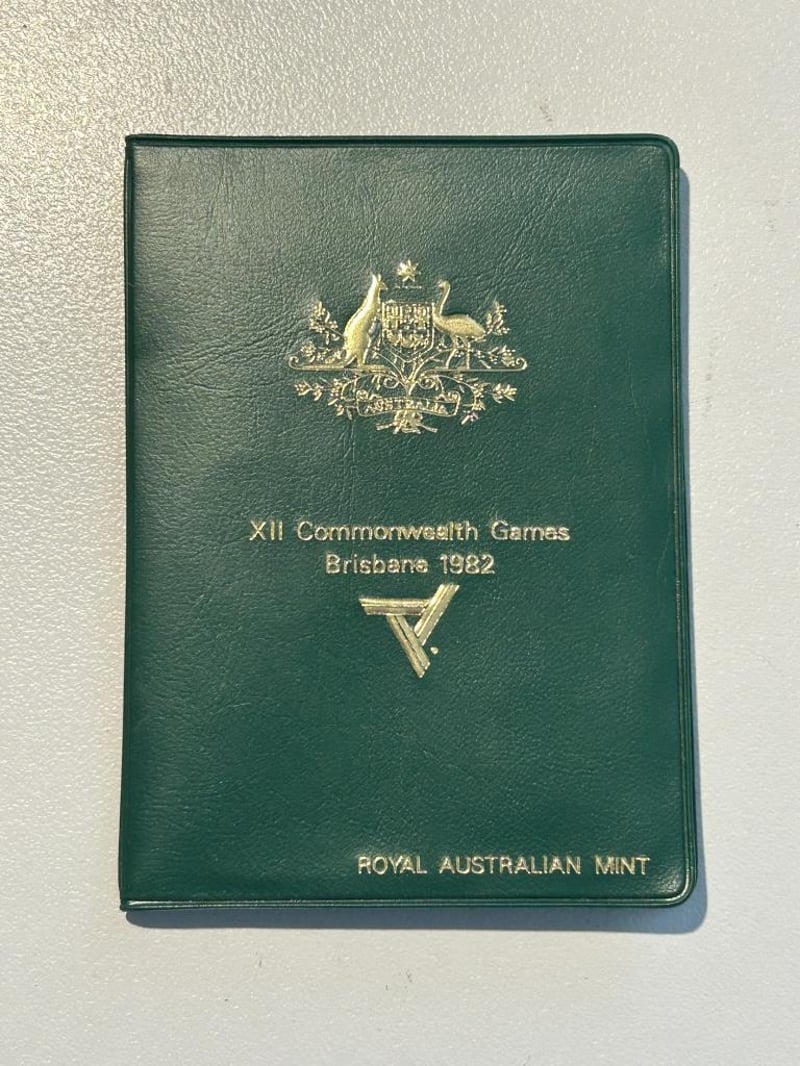 AUSTRALIA
XII Commonwealth Games
Brisbane 1982
ROYAL AUSTRALIAN MINT